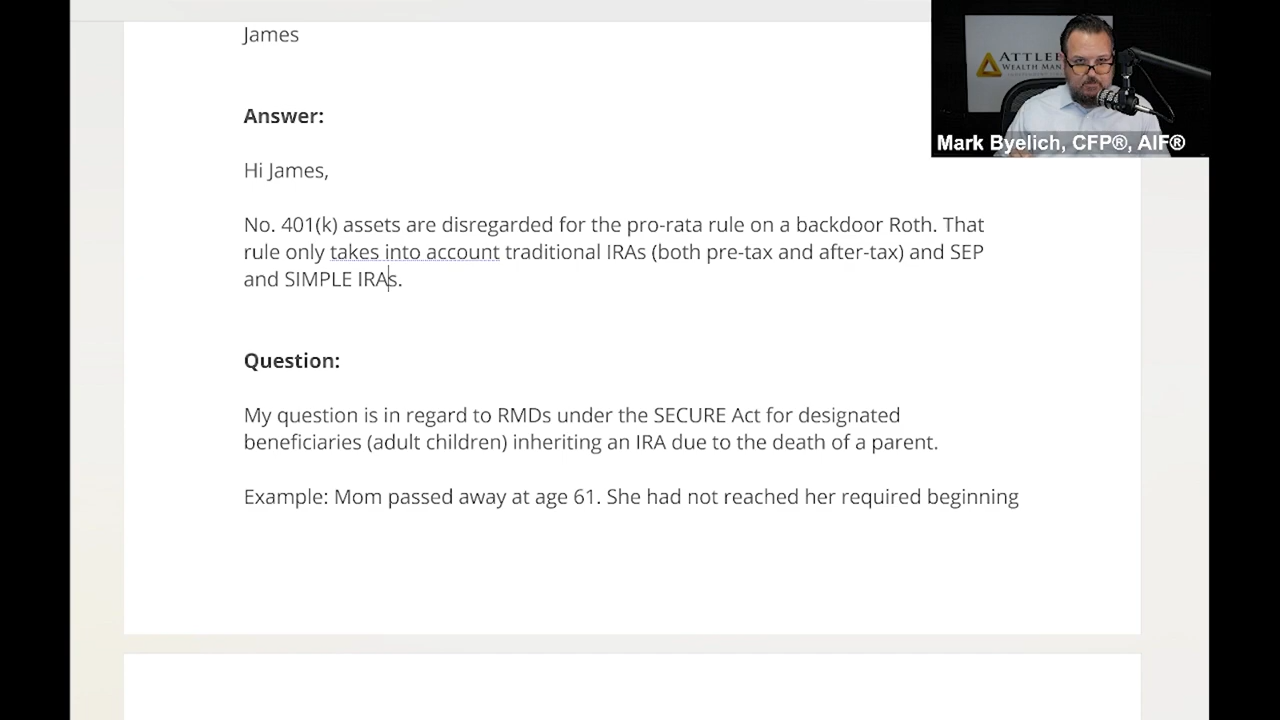 James
Answer:
Hi James,
No. 401(k) assets are disregarded for the pro-rata rule on a backdoor Roth. That
rule only takes into account traditional IRAs (both pre-tax and after-tax) and SEP
and SIMPLE IRAs.
Question:
My question is in regard to RMDs under the SECURE Act for designated
beneficiaries (adult children) inheriting an IRA due to the death of a parent.
Example: Mom passed away at age 61. She had not reached her required beginning
ATTLE
WEALTH MAN
Mark Byelich, CFP®, AIF®